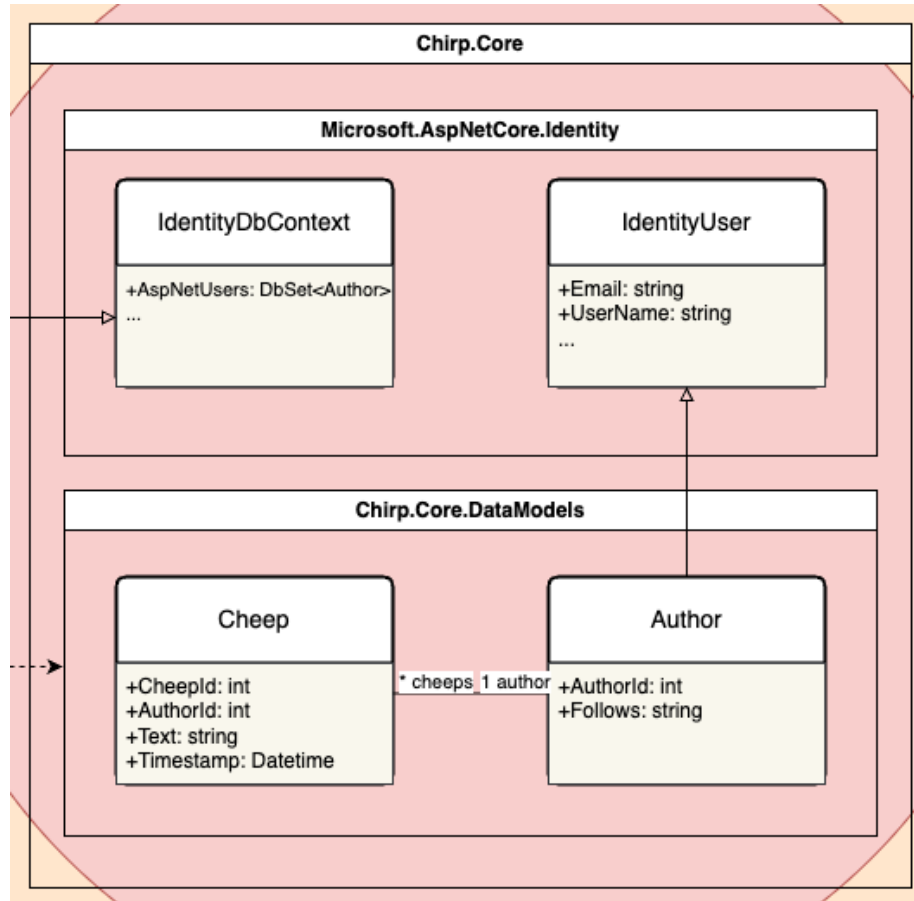 Chirp.Core
Microsoft.AspNetCore.Identity
IdentityDbContext
+AspNetUsers: DbSet<Author>
...
IdentityUser
+Email: string
+UserName: string
...
Chirp.Core.DataModels
Cheep
+CheepId: int
+AuthorId: int
+Text: string
+Timestamp: Datetime
* cheeps
1 author
Author
+AuthorId: int
+Follows: string